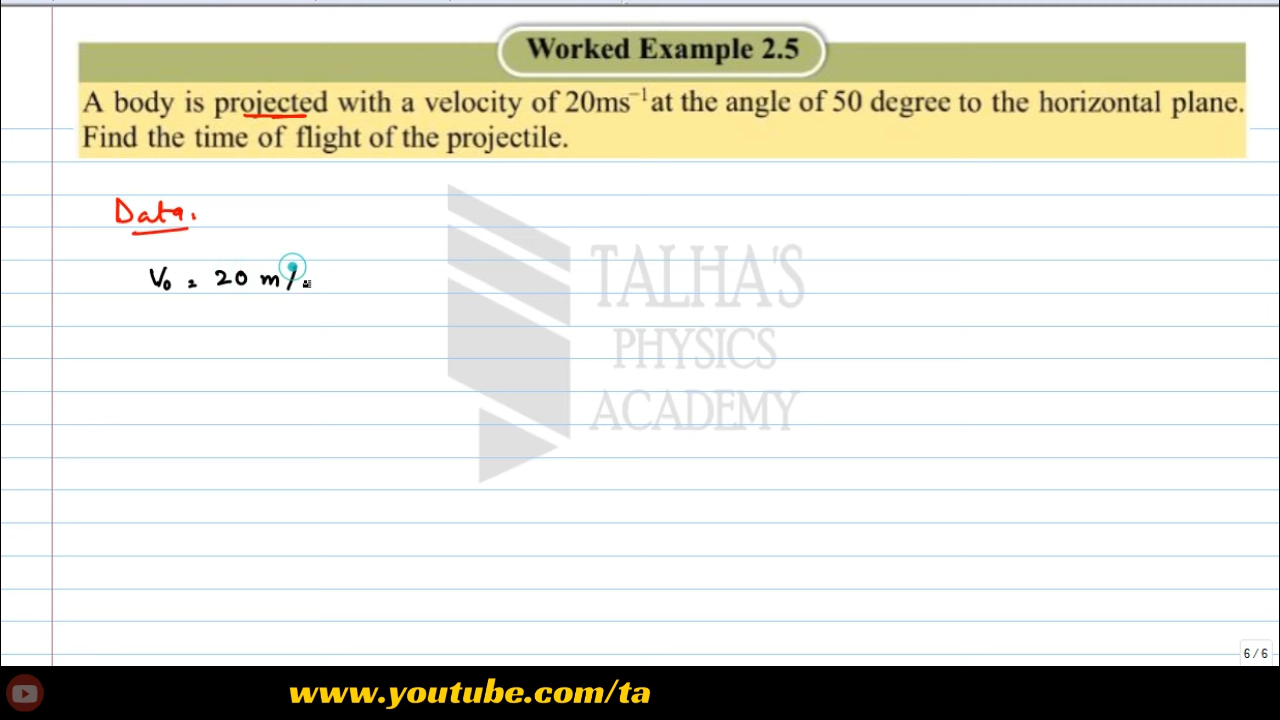 Worked Example 2.5
A body is projected with a velocity of 20ms⁻¹ at the angle of 50 degree to the horizontal plane.
Find the time of flight of the projectile.
Data.
V₀ = 20 m/
TALHA'S
PHYSICS
ACADEMY
6 / 6
www.youtube.com/ta